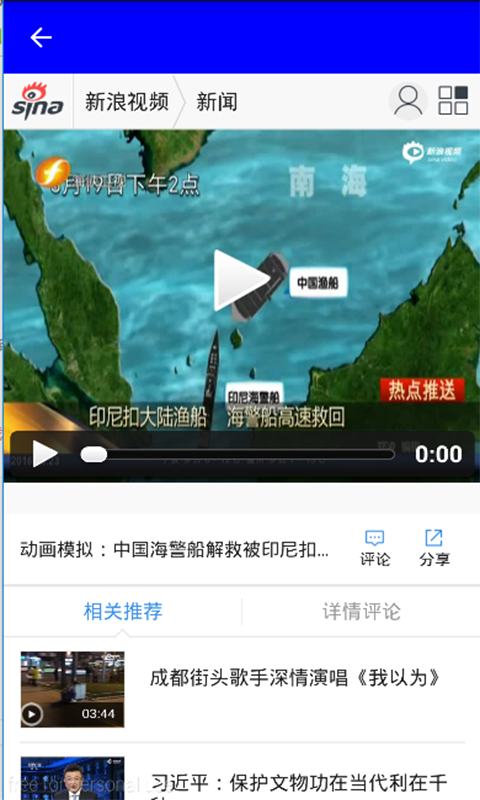 sina
新浪视频
新闻
新浪视频
sina video
月19日下午2点
南海
中国渔船
印尼海警船
热点推送
印尼扣大陆渔船 海警船高速救回
0:00
动画模拟：中国海警船解救被印尼扣...
评论
分享
相关推荐
详情评论
成都街头歌手深情演唱《我以为》
03:44
习近平：保护文物功在当代利在千
free for personal